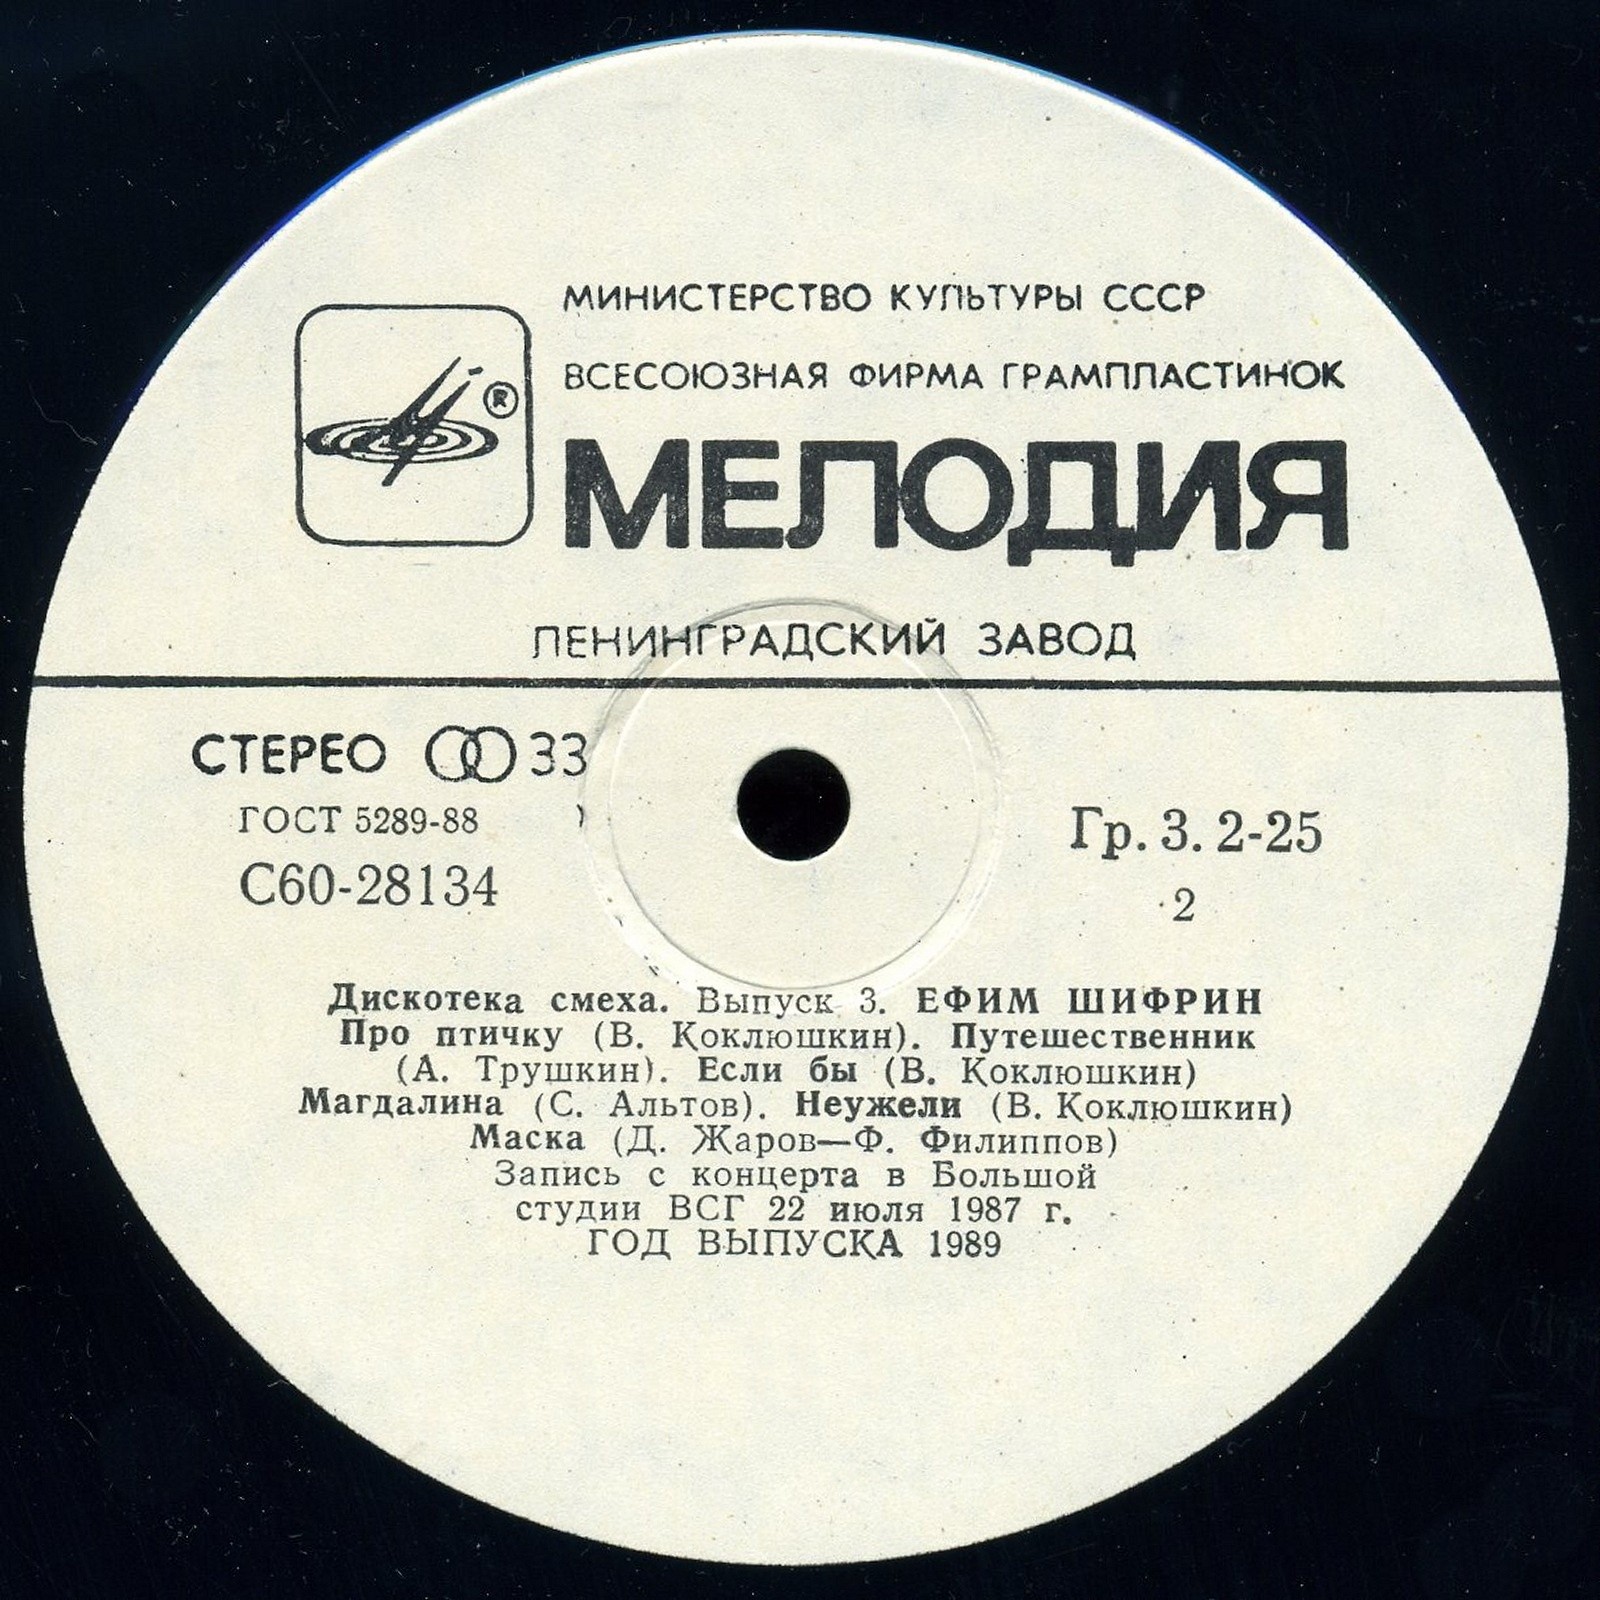 МИНИСТЕРСТВО КУЛЬТУРЫ СССР
ВСЕСОЮЗНАЯ ФИРМА ГРАМПЛАСТИНОК
®
МЕЛОДИЯ
ЛЕНИНГРАДСКИЙ ЗАВОД
СТЕРЕО 33
ГОСТ 5289-88
С60-28134
Гр. 3. 2-25
2
Дискотека смеха. Выпуск 3. ЕФИМ ШИФРИН
Про птичку (В. Коклюшкин). Путешественник
(А. Трушкин). Если бы (В. Коклюшкин)
Магдалина (С. Альтов). Неужели (В. Коклюшкин)
Маска (Д. Жаров—Ф. Филиппов)
Запись с концерта в Большой
студии ВСГ 22 июля 1987 г.
ГОД ВЫПУСКА 1989